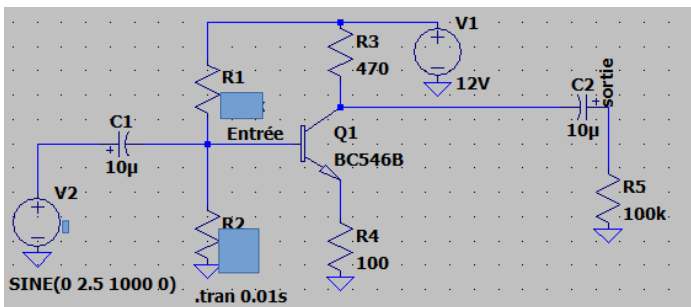 V1
R3
470
12V
R1
C2
sortie
C1
Entrée
10µ
10µ
Q1
BC546B
V2
R2
R5
R4
100k
100
SINE(0 2.5 1000 0)
.tran 0.01s